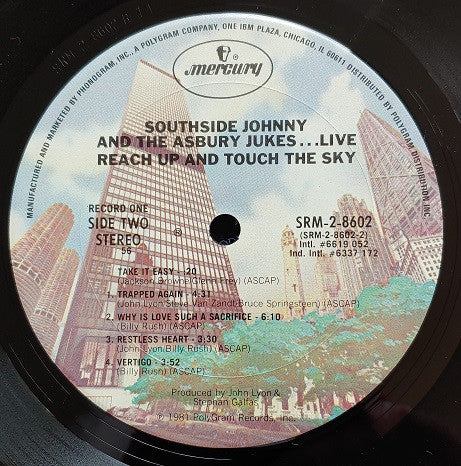 MANUFACTURED AND MARKETED BY PHONOGRAM, INC., A POLYGRAM COMPANY, ONE IBM PLAZA, CHICAGO, IL 60611 DISTRIBUTED BY POLYGRAM DISTRIBUTION, INC.
mercury
SOUTHSIDE JOHNNY
AND THE ASBURY JUKES...LIVE
REACH UP AND TOUCH THE SKY
RECORD ONE
SIDE TWO
STEREO
56
SRM-2-8602
(SRM-2-8602-2)
Intl. #6619 052
Ind. Intl. #6337 172
TAKE IT EASY - :20
(Jackson Browne/Glenn Frey) (ASCAP)
1. TRAPPED AGAIN - 4:31
(John Lyon/Steve Van Zandt/Bruce Springsteen) (ASCAP)
2. WHY IS LOVE SUCH A SACRIFICE - 6:10
(Billy Rush) (ASCAP)
3. RESTLESS HEART - 3:30
(John Lyon/Billy Rush) (ASCAP)
4. VERTIGO - 3:52
(Billy Rush) (ASCAP)
Produced by John Lyon &
Stephan Galfas
℗ 1981 PolyGram Records, Inc.